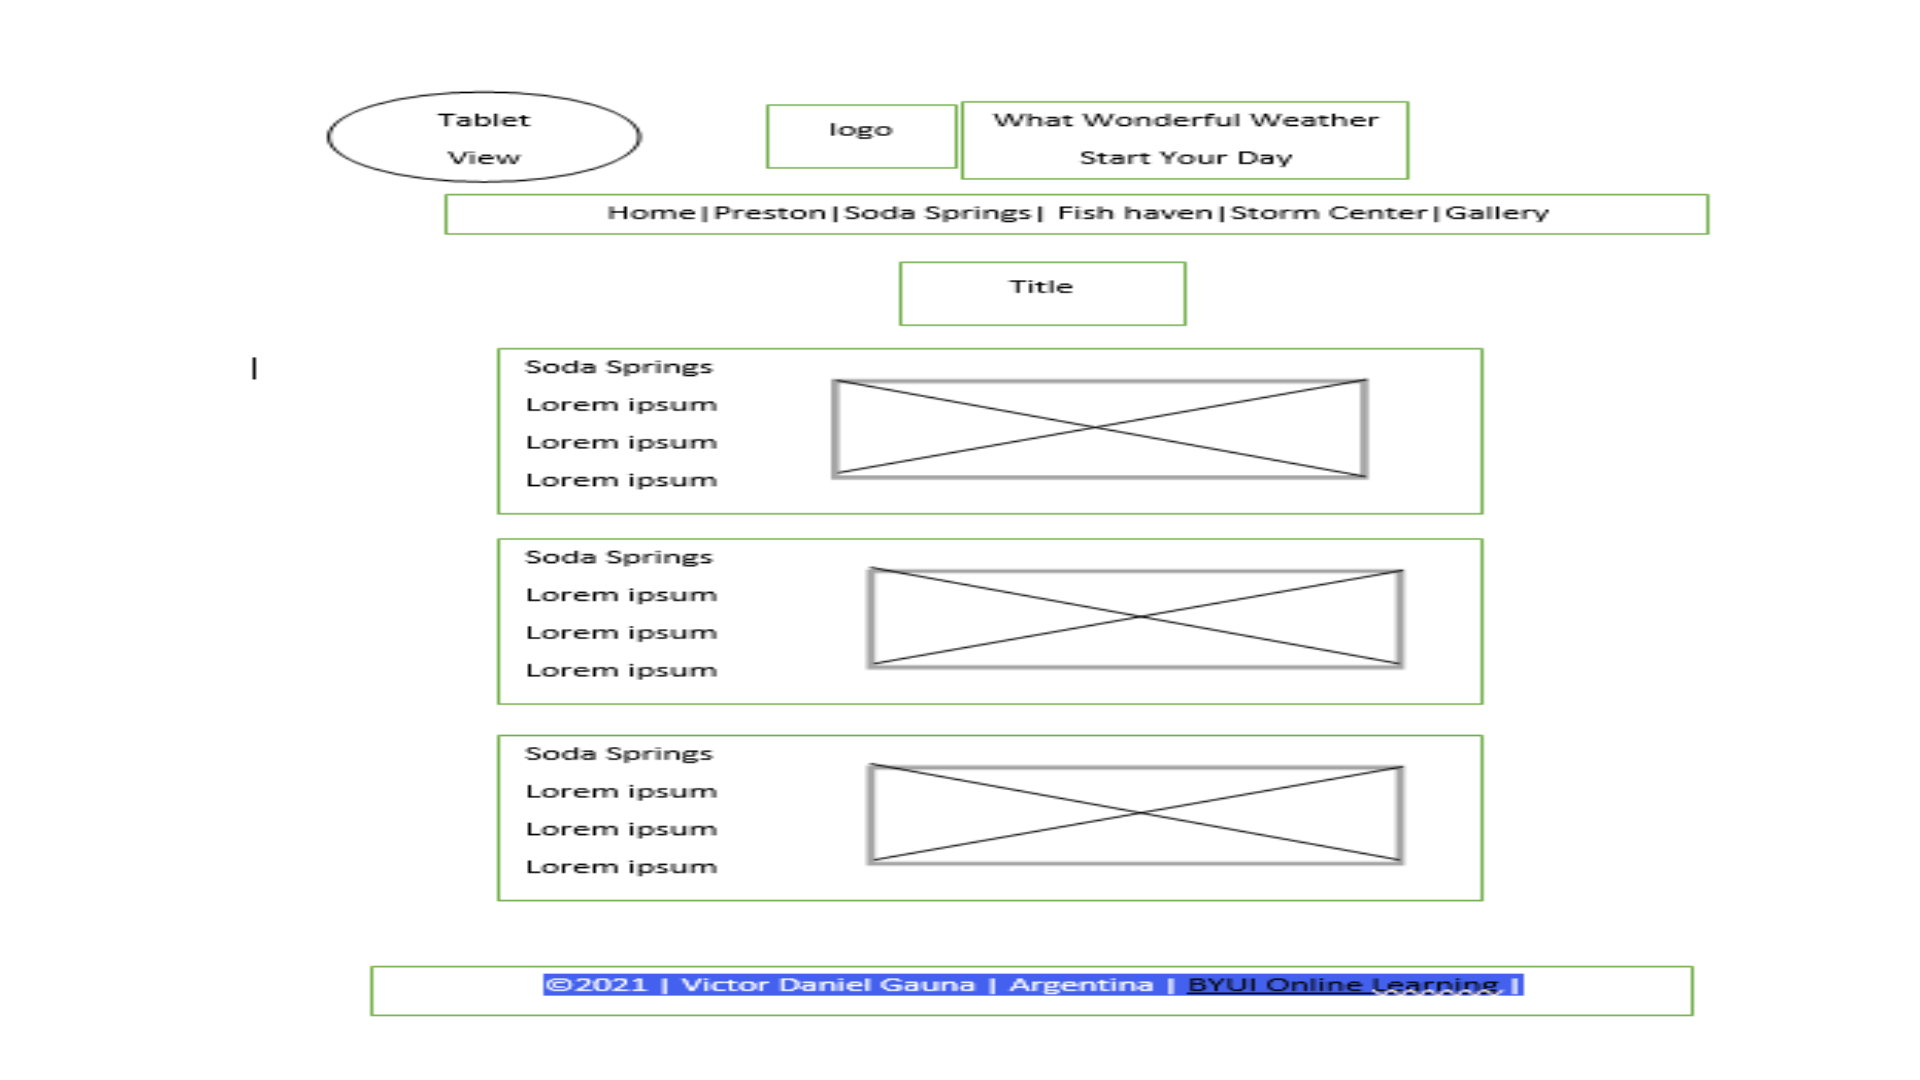 Tablet
View
logo
What Wonderful Weather
Start Your Day
Home|Preston|Soda Springs| Fish haven|Storm Center|Gallery
Title
Soda Springs
Lorem ipsum
Lorem ipsum
Lorem ipsum
Soda Springs
Lorem ipsum
Lorem ipsum
Lorem ipsum
Soda Springs
Lorem ipsum
Lorem ipsum
Lorem ipsum
©2021 | Victor Daniel Gauna | Argentina | BYUI Online Learning |